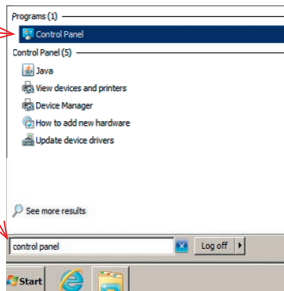 Programs (1)
Control Panel
Control Panel (5)
Java
View devices and printers
Device Manager
How to add new hardware
Update device drivers
See more results
control panel
Log off
Start